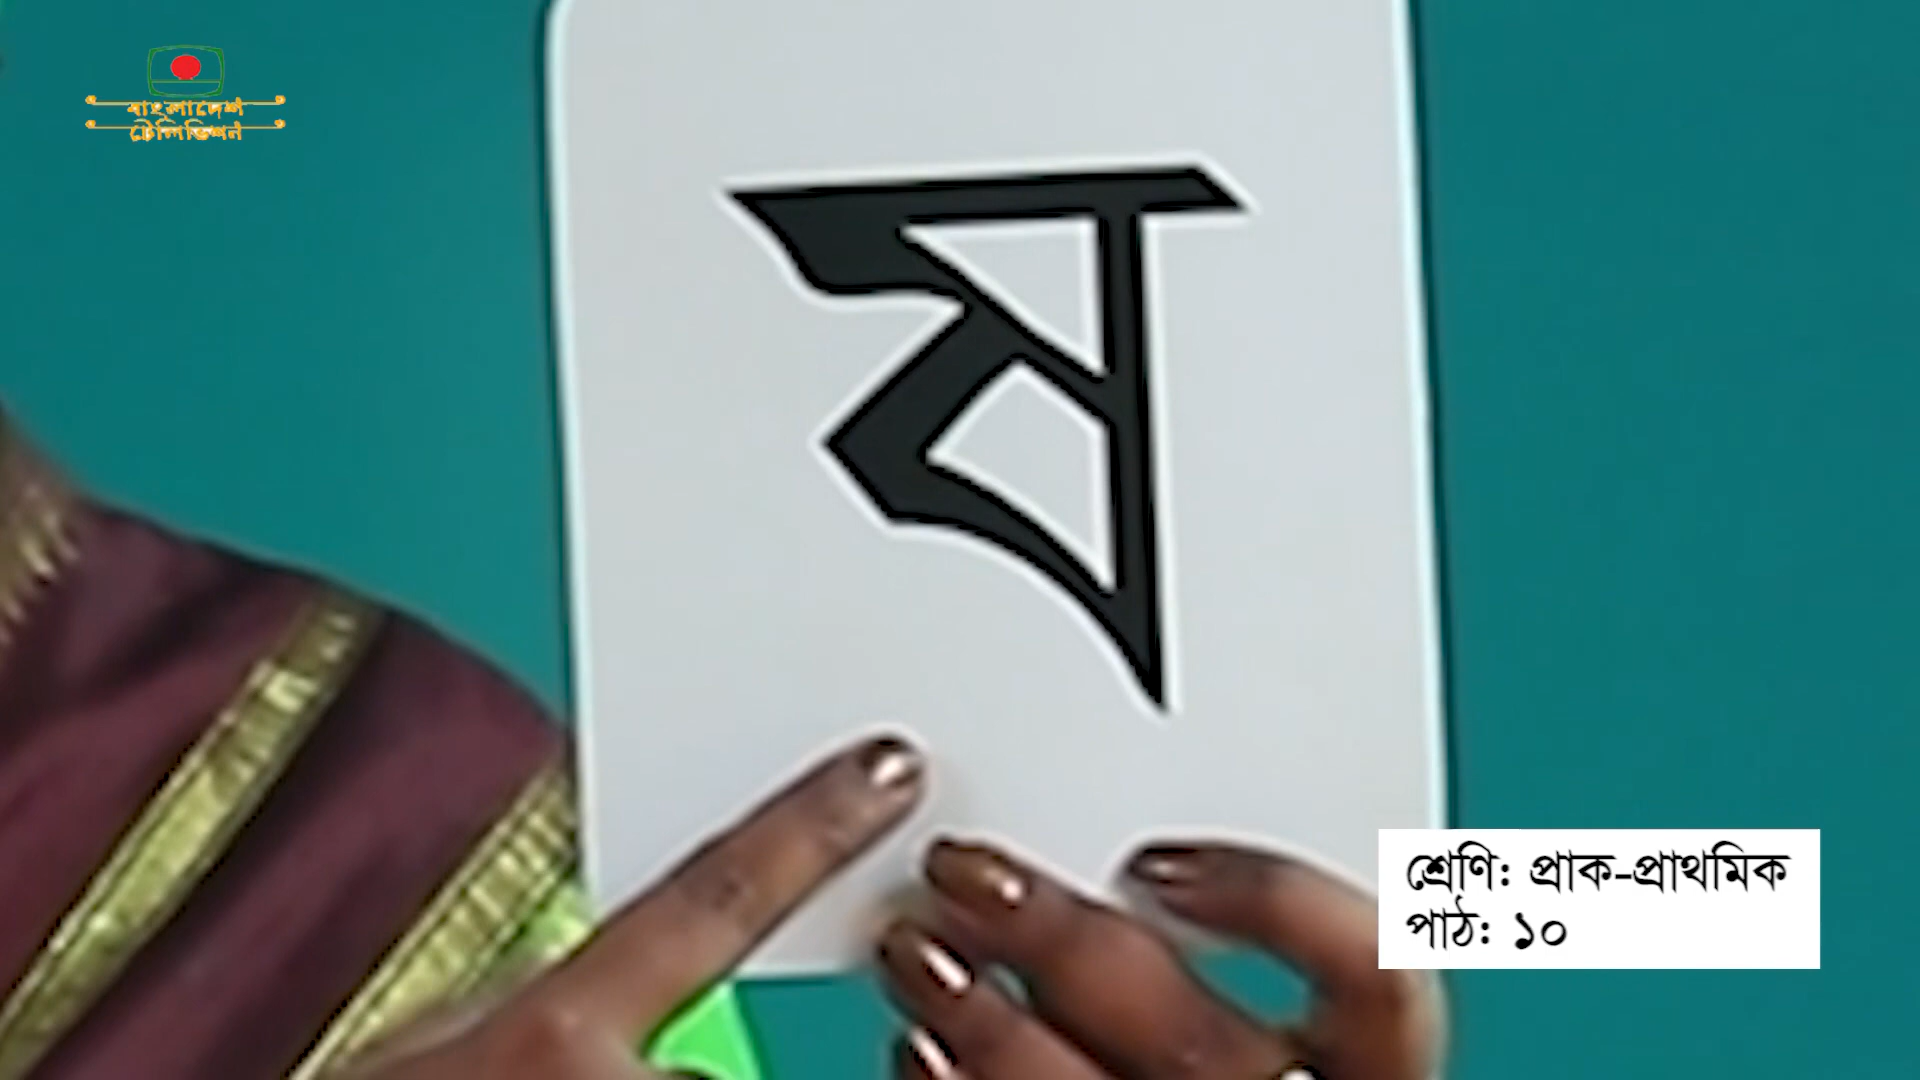 বাংলাদেশ
টেলিভিশন
ষ
শ্রেণি: প্রাক-প্রাথমিক
পাঠ: ১০